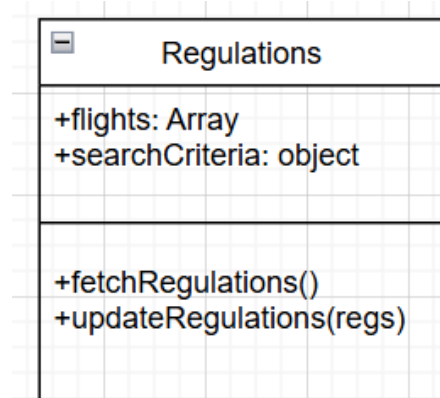 Regulations
+flights: Array
+searchCriteria: object
+fetchRegulations()
+updateRegulations(regs)